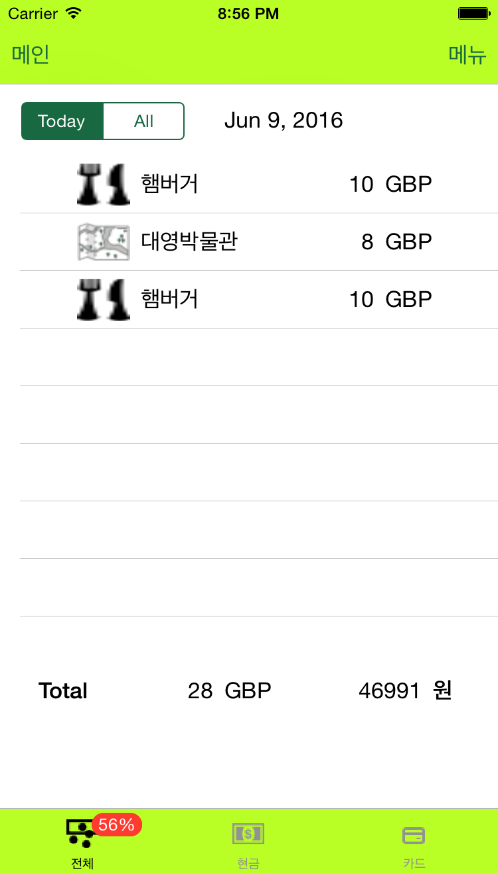 Carrier 8:56 PM
메인 메뉴
Today All Jun 9, 2016
햄버거 10 GBP
대영박물관 8 GBP
햄버거 10 GBP
Total 28 GBP 46991 원
56%
전체 현금 카드